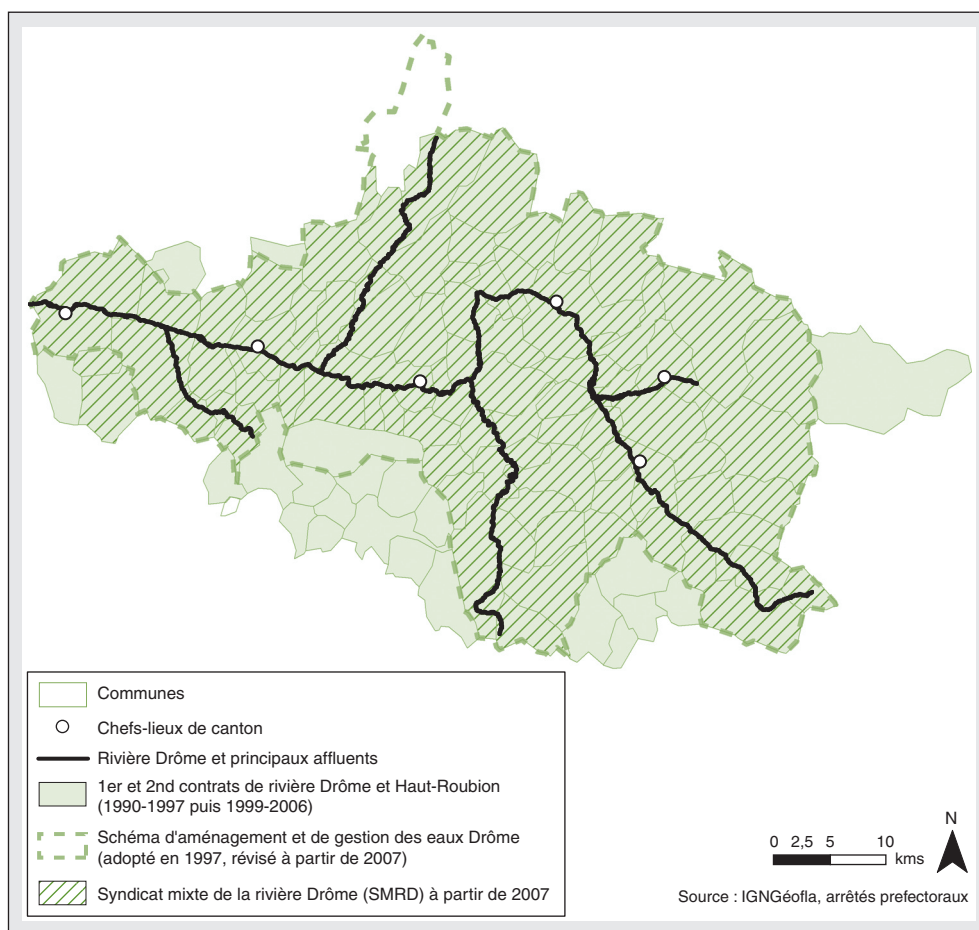 Communes
Chefs-lieux de canton
Rivière Drôme et principaux affluents
1er et 2nd contrats de rivière Drôme et Haut-Roubion
(1990-1997 puis 1999-2006)
Schéma d'aménagement et de gestion des eaux Drôme
(adopté en 1997, révisé à partir de 2007)
Syndicat mixte de la rivière Drôme (SMRD) à partir de 2007
N
0 2,5 5 10
kms
Source : IGNGéofla, arrêtés prefectoraux